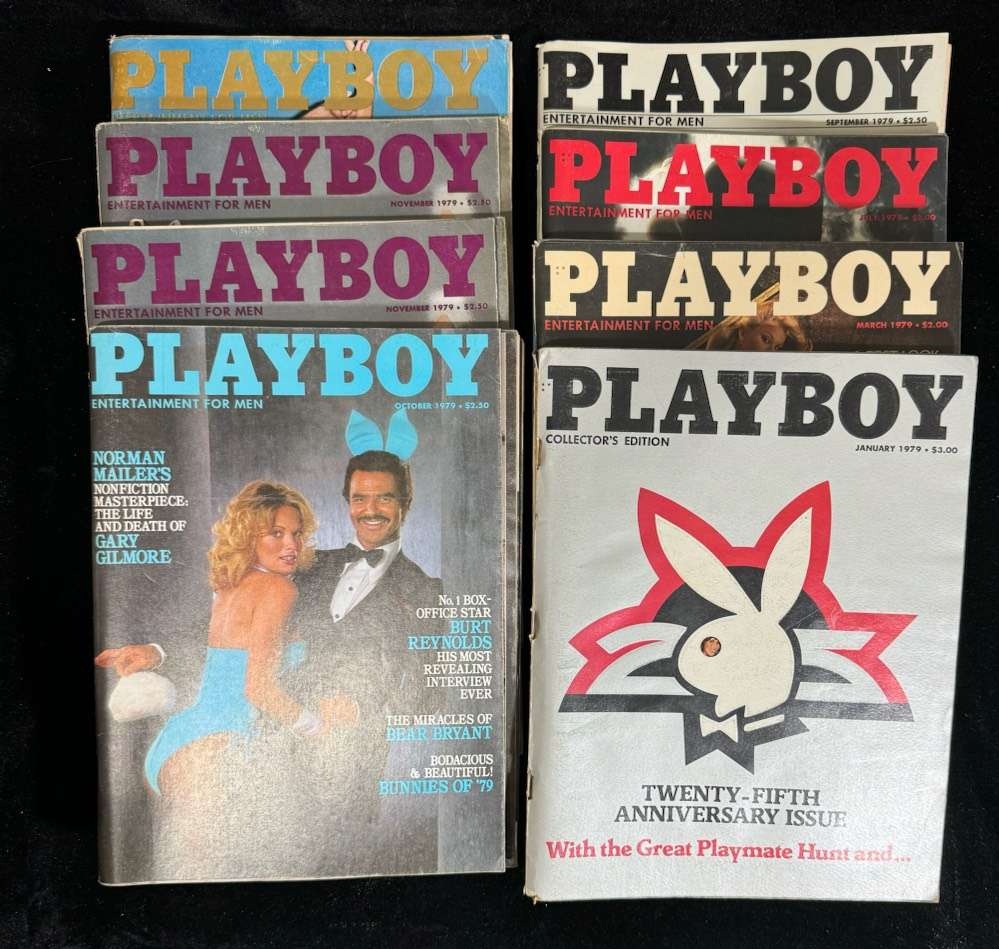 PLAYBOY
PLAYBOY
ENTERTAINMENT FOR MEN
NOVEMBER 1979 • $2.50
PLAYBOY
ENTERTAINMENT FOR MEN
NOVEMBER 1979 • $2.50
PLAYBOY
ENTERTAINMENT FOR MEN
OCTOBER 1979 • $2.50
NORMAN
MAILER'S
NONFICTION
MASTERPIECE:
THE LIFE
AND DEATH OF
GARY
GILMORE
No. 1 BOX-
OFFICE STAR
BURT
REYNOLDS
HIS MOST
REVEALING
INTERVIEW
EVER
THE MIRACLES OF
BEAR BRYANT
BODACIOUS
& BEAUTIFUL!
BUNNIES OF '79
PLAYBOY
ENTERTAINMENT FOR MEN
SEPTEMBER 1979 • $2.50
PLAYBOY
ENTERTAINMENT FOR MEN
JULY 1979
PLAYBOY
ENTERTAINMENT FOR MEN
MARCH 1979 • $2.00
PLAYBOY
COLLECTOR'S EDITION
JANUARY 1979 • $3.00
TWENTY-FIFTH
ANNIVERSARY ISSUE
With the Great Playmate Hunt and...